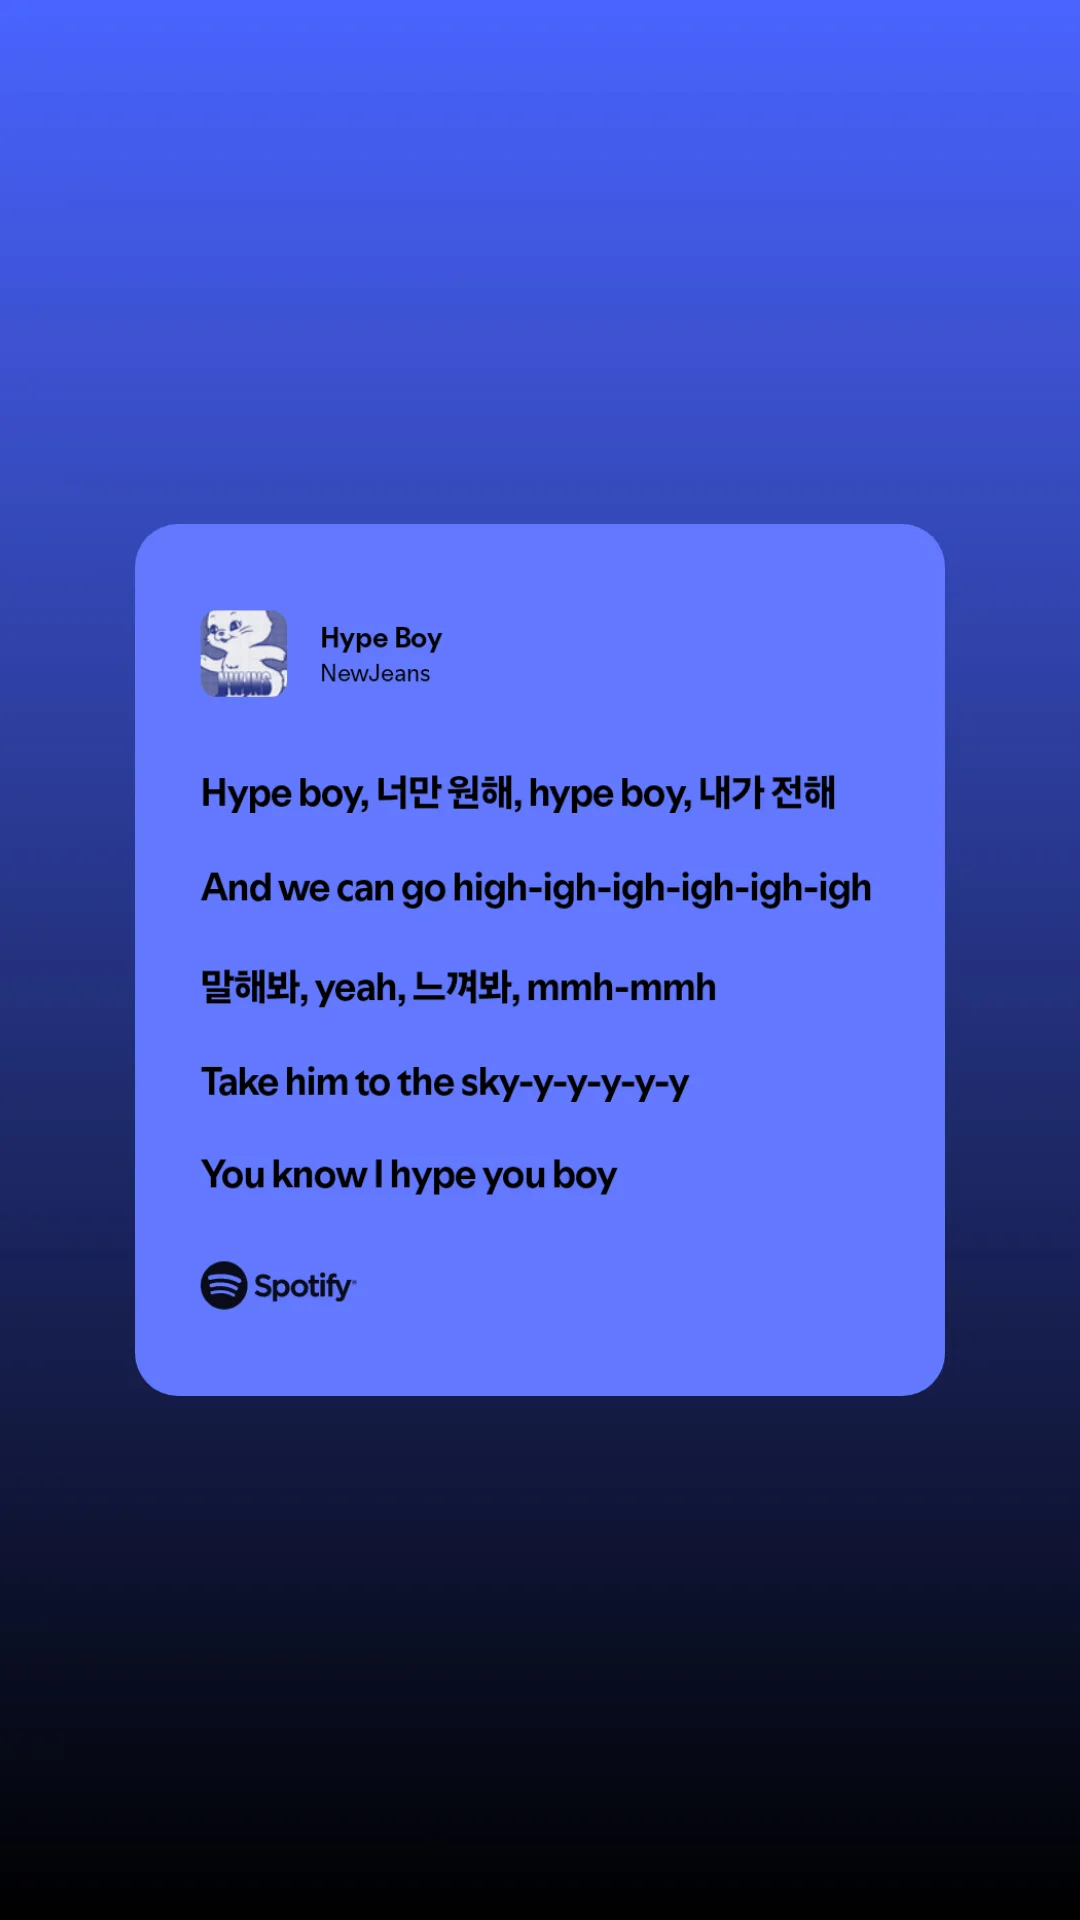 NWJNS
Hype Boy
NewJeans
Hype boy, 너만 원해, hype boy, 내가 전해
And we can go high-igh-igh-igh-igh-igh
말해봐, yeah, 느껴봐, mmh-mmh
Take him to the sky-y-y-y-y-y
You know I hype you boy
Spotify